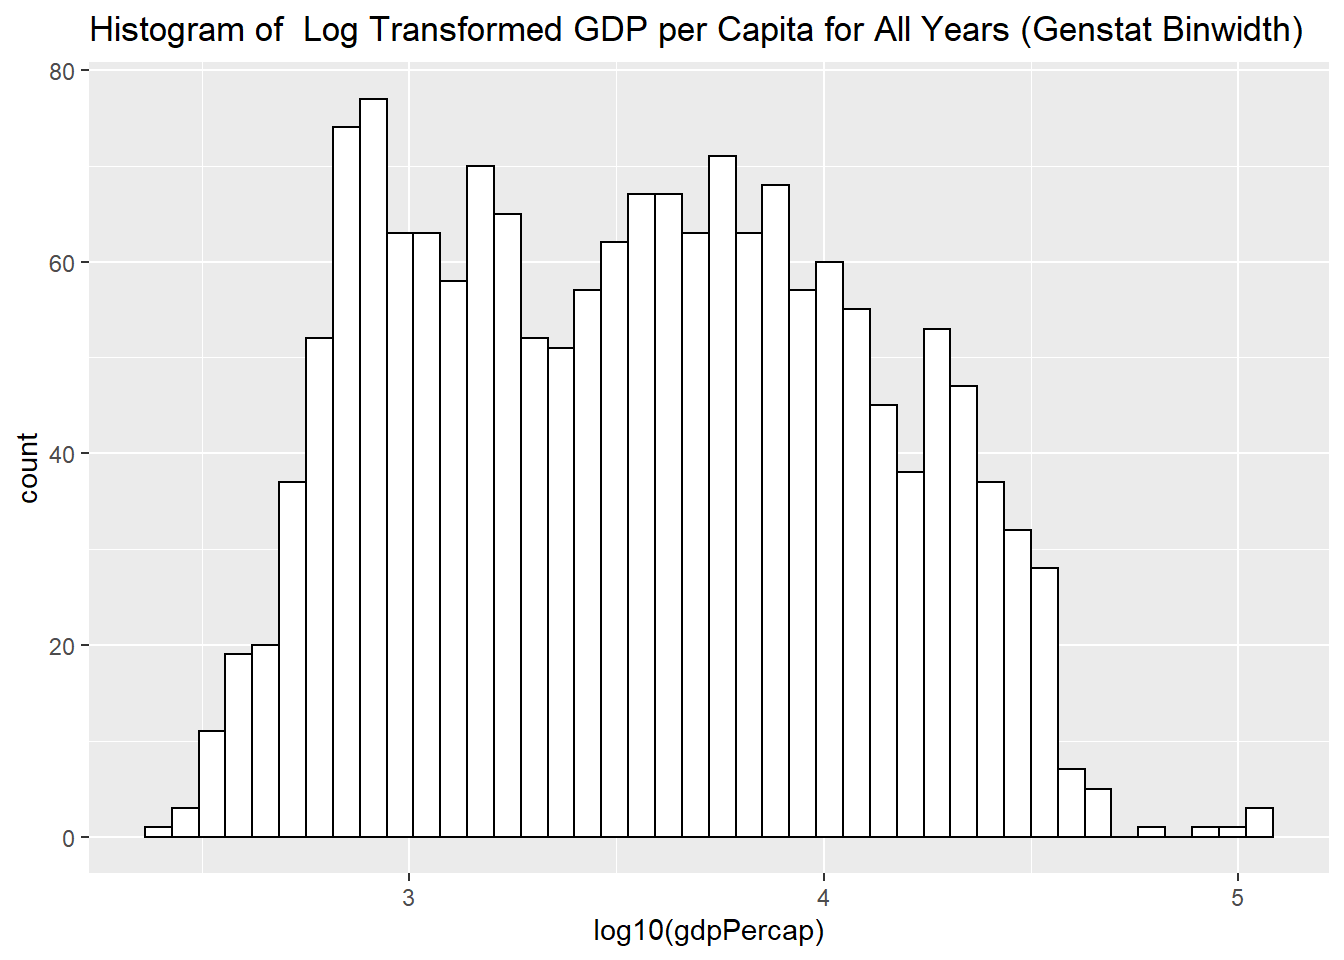 Histogram of  Log Transformed GDP per Capita for All Years (Genstat Binwidth)
80
60
40
20
0
count
3 4 5
log10(gdpPercap)